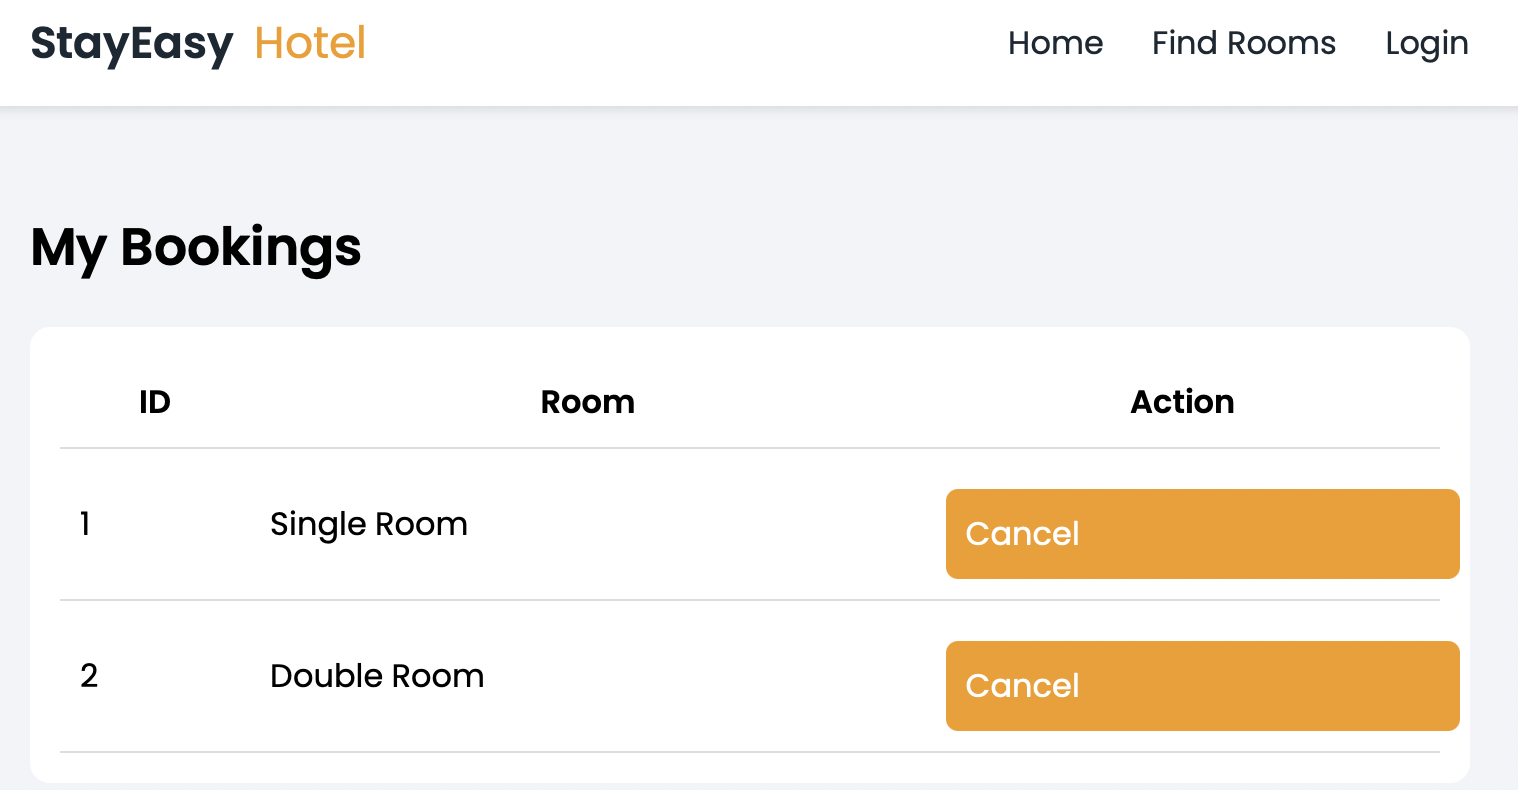 StayEasy Hotel Home Find Rooms Login
My Bookings
ID Room Action
1 Single Room Cancel
2 Double Room Cancel